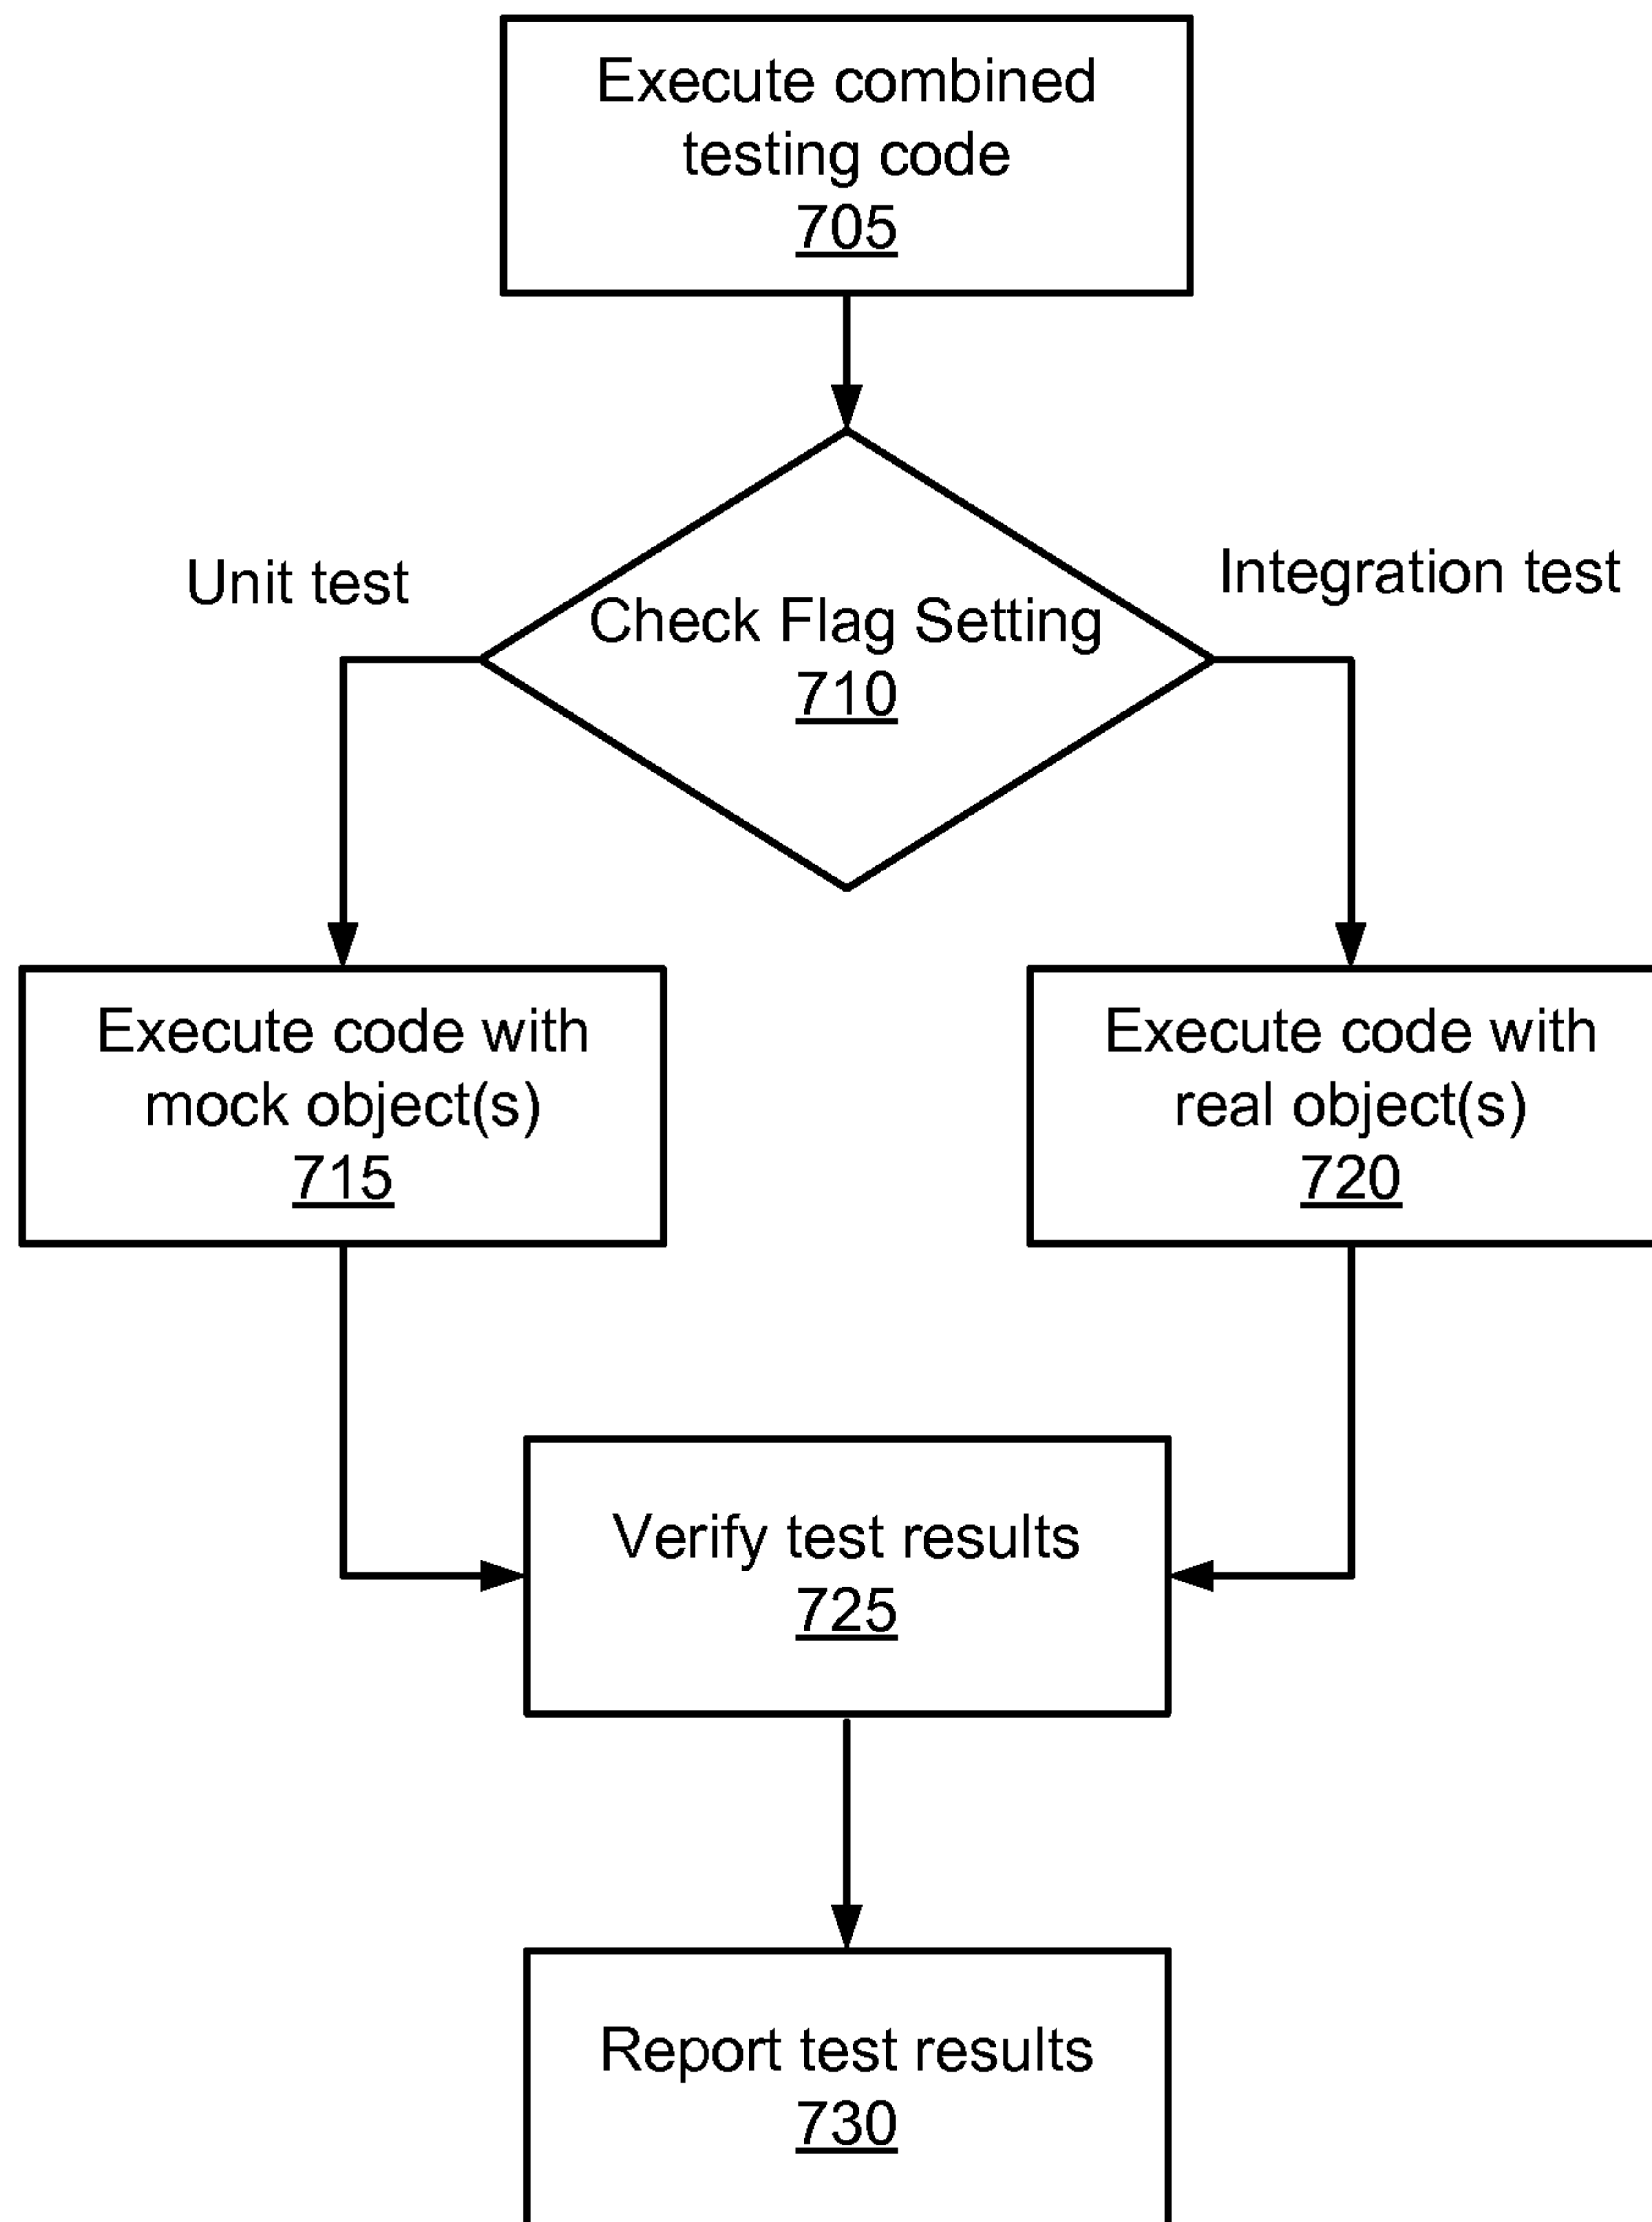 Execute combined
testing code
705
Unit test
Integration test
Check Flag Setting
710
Execute code with
mock object(s)
715
Execute code with
real object(s)
720
Verify test results
725
Report test results
730